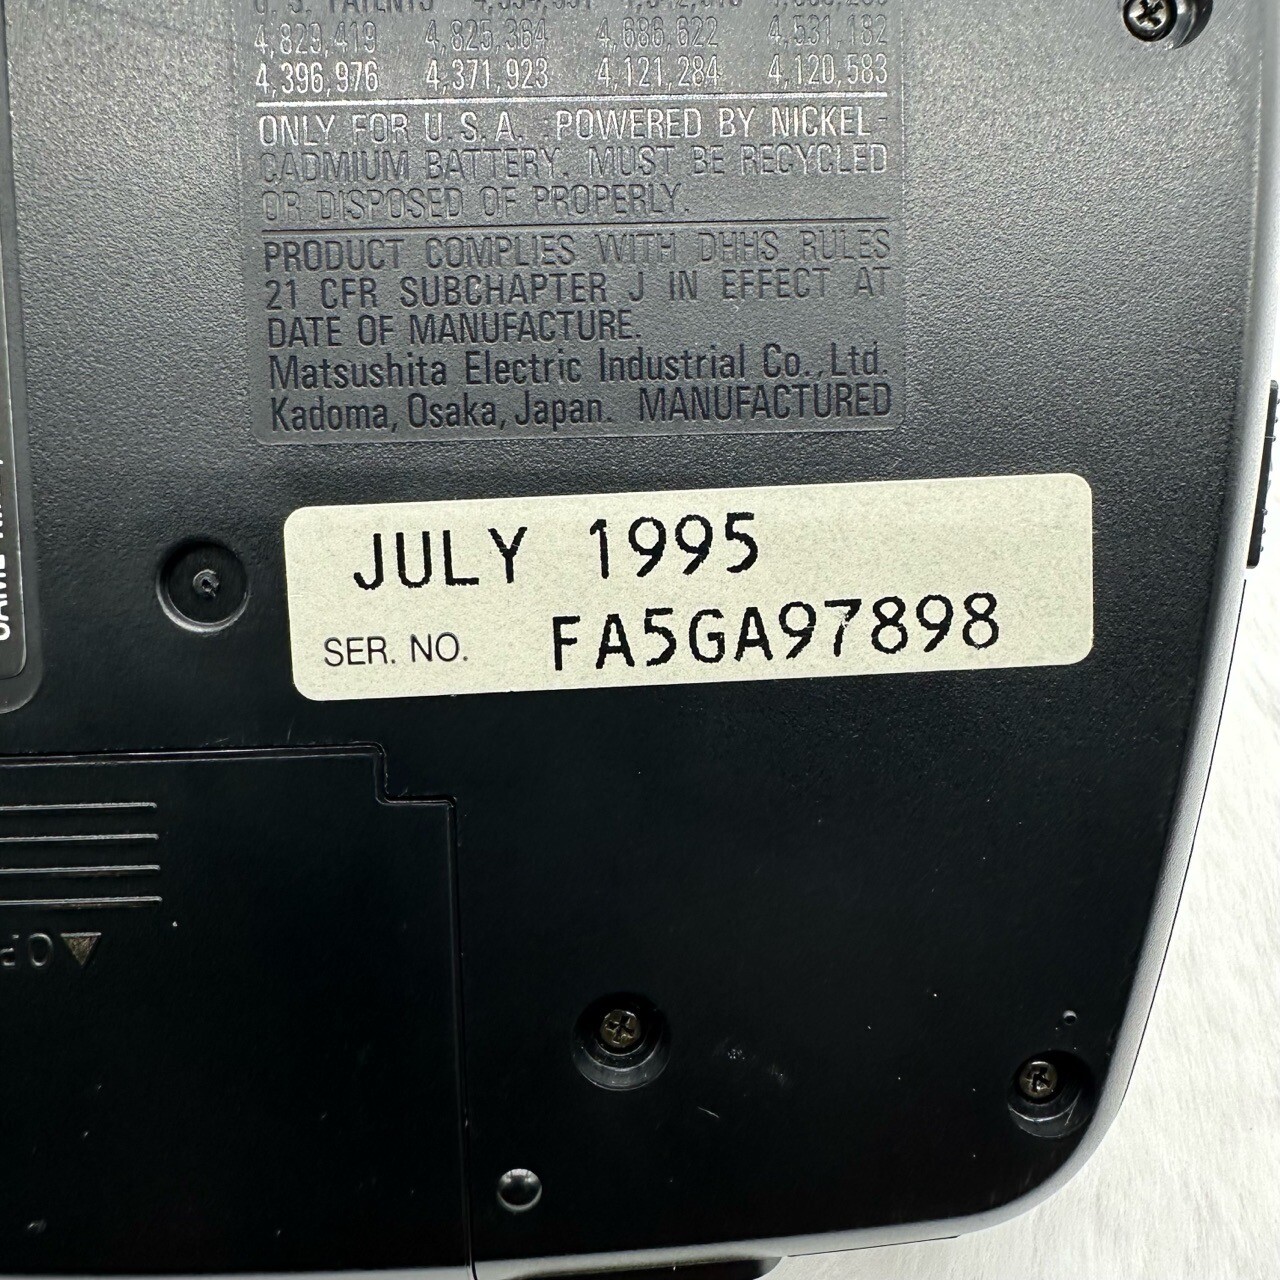 U.S. PATENTS
4,829,419 4,825,364 4,686,622 4,531,182
4,396,976 4,371,923 4,121,284 4,120,583
ONLY FOR U.S.A. :POWERED BY NICKEL-
CADMIUM BATTERY. MUST BE RECYCLED
OR DISPOSED OF PROPERLY.
PRODUCT COMPLIES WITH DHHS RULES
21 CFR SUBCHAPTER J IN EFFECT AT
DATE OF MANUFACTURE.
Matsushita Electric Industrial Co., Ltd.
Kadoma, Osaka, Japan. MANUFACTURED
JULY 1995
SER. NO. FA5GA97898